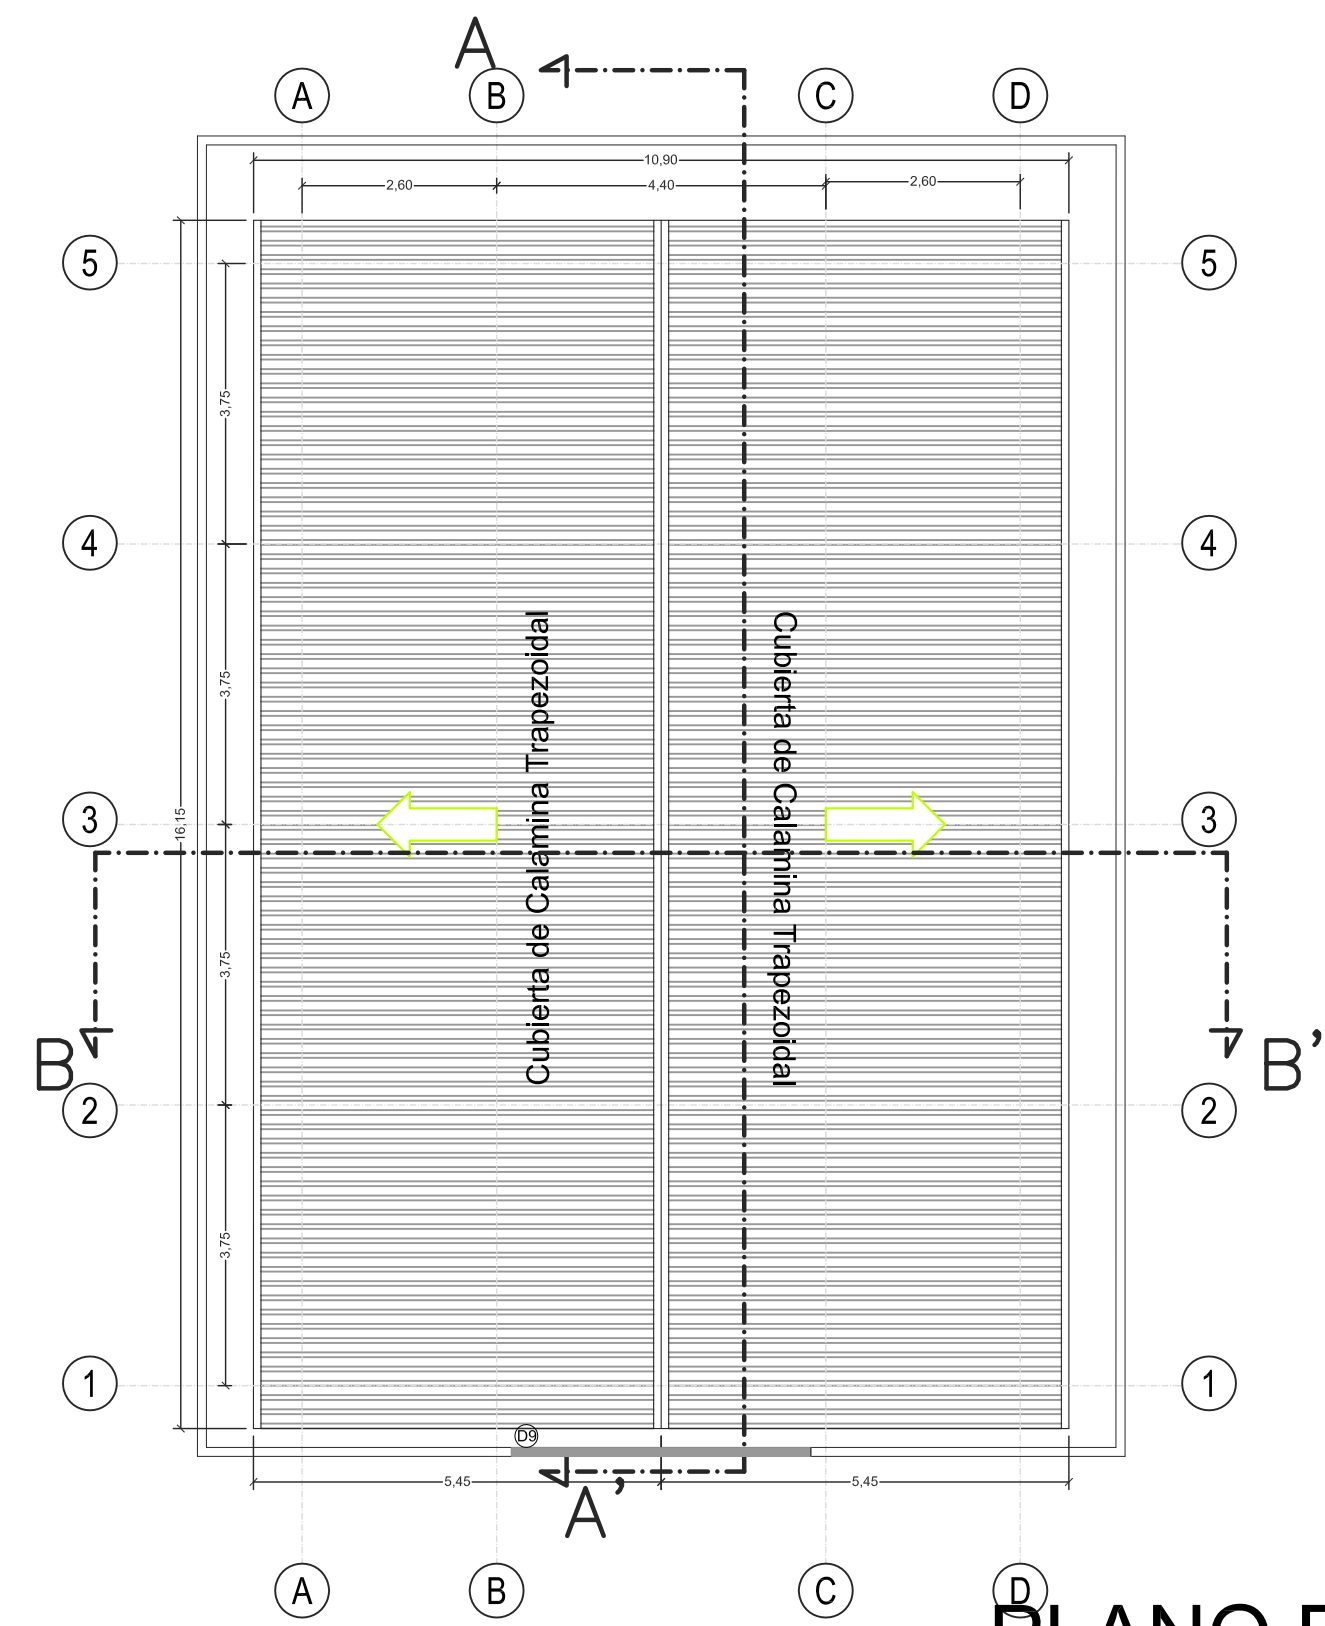 A
A B C D
10,90
2,60 4,40 2,60
5 5
3,75
4 4
Cubierta de Calamina Trapezoidal
Cubierta de Calamina Trapezoidal
3,75
3 3
16,15
3,75
B B'
2 2
3,75
1 1
D9
5,45 5,45
A'
A B C D
PLANO